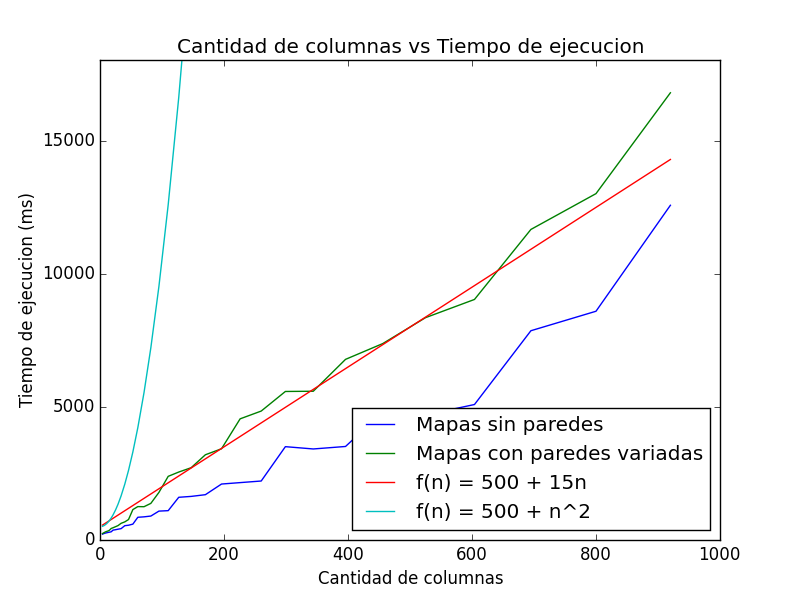 Cantidad de columnas vs Tiempo de ejecucion
Tiempo de ejecucion (ms)
15000
10000
5000
0
Mapas sin paredes
Mapas con paredes variadas
f(n) = 500 + 15n
f(n) = 500 + n^2
0 200 400 600 800 1000
Cantidad de columnas